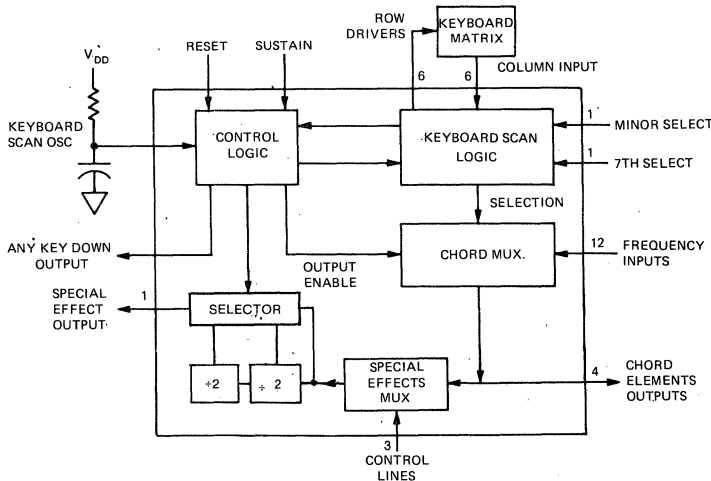 ROW
DRIVERS
KEYBOARD
MATRIX
RESET
SUSTAIN
VDD
6
6
COLUMN INPUT
KEYBOARD
SCAN OSC
CONTROL
LOGIC
KEYBOARD SCAN
LOGIC
1
MINOR SELECT
1
7TH SELECT
SELECTION
ANY KEY DOWN
OUTPUT
OUTPUT
ENABLE
CHORD MUX.
12
FREQUENCY
INPUTS
SPECIAL
EFFECT
OUTPUT
1
SELECTOR
÷2
÷ 2
SPECIAL
EFFECTS
MUX
4
CHORD
ELEMENTS
OUTPUTS
3
CONTROL
LINES